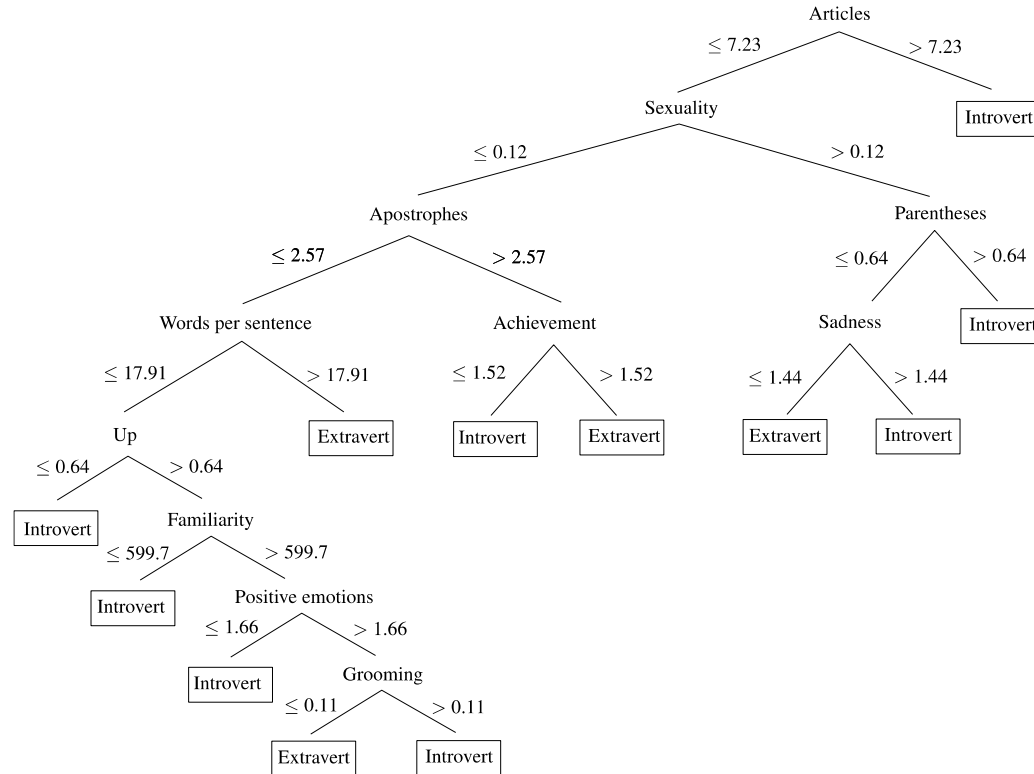 Articles
≤ 7.23 > 7.23
Sexuality Introvert
≤ 0.12 > 0.12
Apostrophes Parentheses
≤ 2.57 > 2.57 ≤ 0.64 > 0.64
Words per sentence Achievement Sadness Introvert
≤ 17.91 > 17.91 ≤ 1.52 > 1.52 ≤ 1.44 > 1.44
Up Extravert Introvert Extravert Extravert Introvert
≤ 0.64 > 0.64
Introvert Familiarity
≤ 599.7 > 599.7
Introvert Positive emotions
≤ 1.66 > 1.66
Introvert Grooming
≤ 0.11 > 0.11
Extravert Introvert